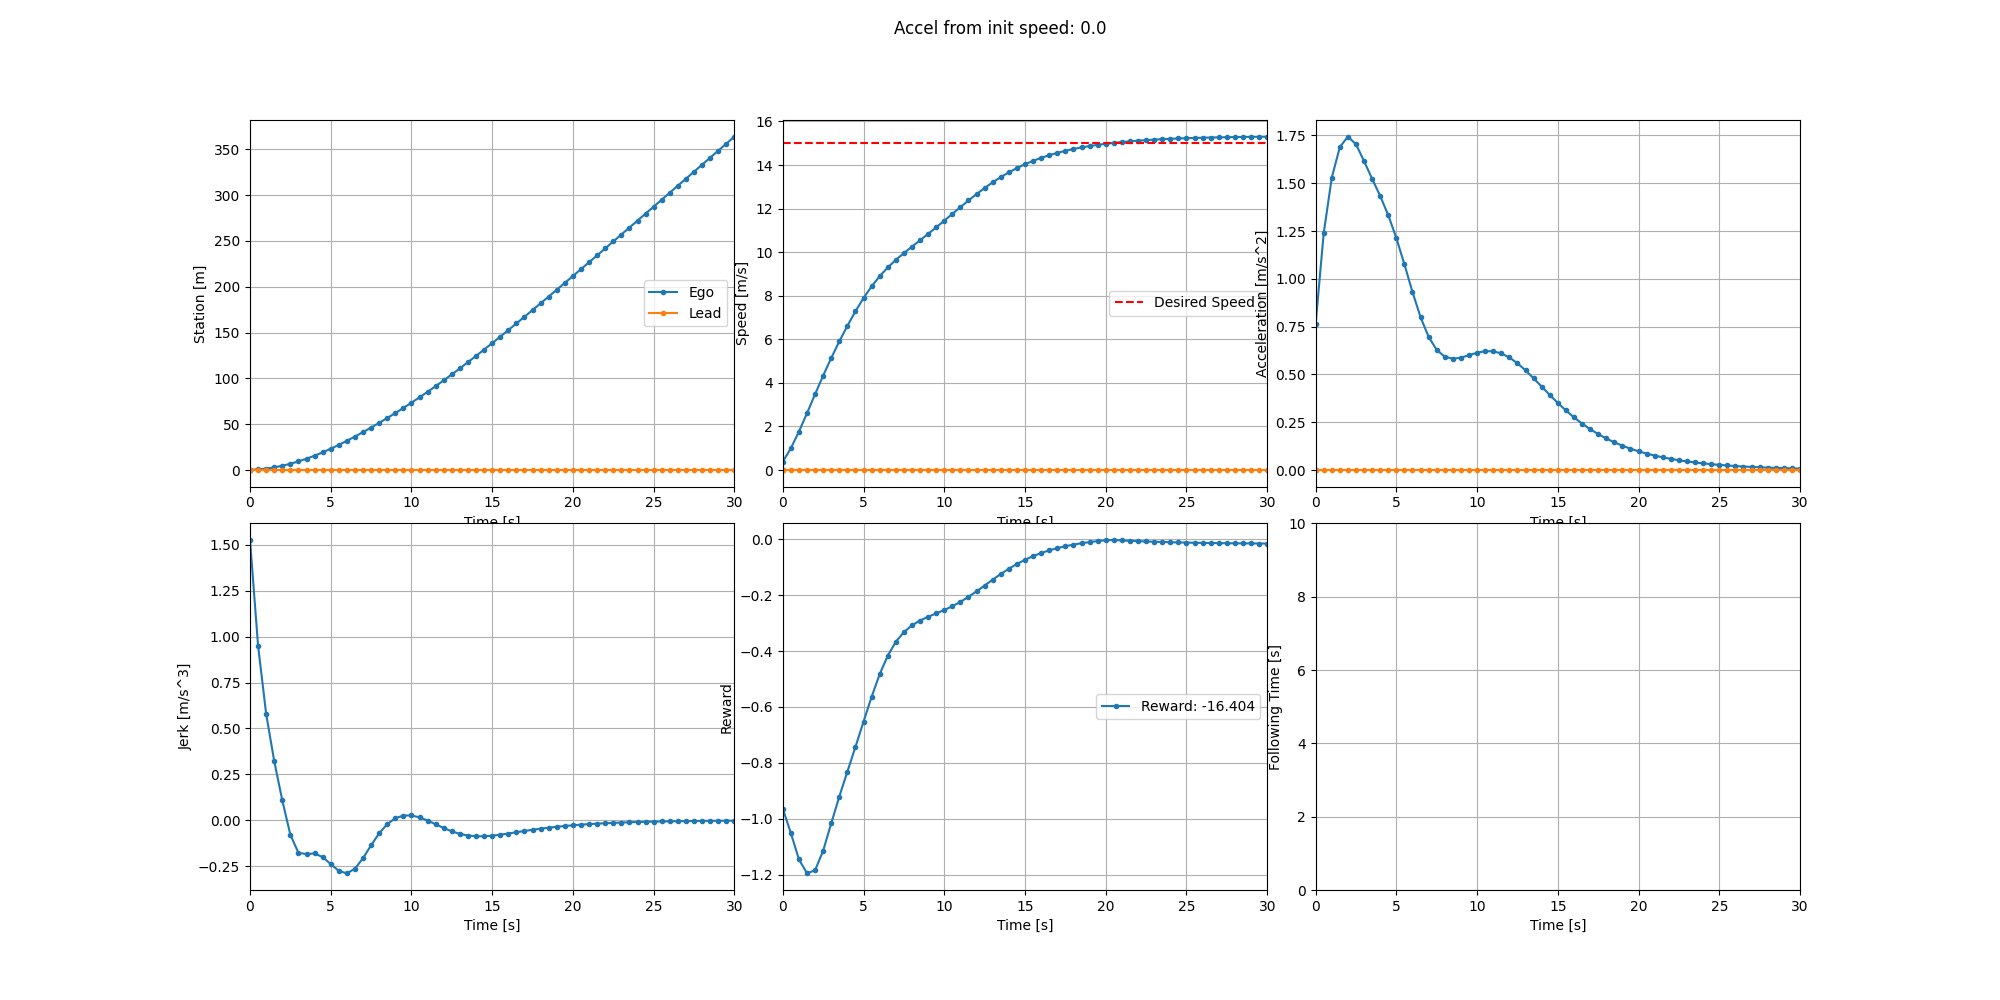 Accel from init speed: 0.0
Station [m]
350
300
250
200
150
100
50
0
0 5 10 15 20 25 30
Time [s]
Ego
Lead
Speed [m/s]
16
14
12
10
8
6
4
2
0
0 5 10 15 20 25 30
Time [s]
Desired Speed
Acceleration [m/s^2]
1.75
1.50
1.25
1.00
0.75
0.50
0.25
0.00
0 5 10 15 20 25 30
Time [s]
Jerk [m/s^3]
1.50
1.25
1.00
0.75
0.50
0.25
0.00
−0.25
0 5 10 15 20 25 30
Time [s]
Reward
0.0
−0.2
−0.4
−0.6
−0.8
−1.0
−1.2
0 5 10 15 20 25 30
Time [s]
Reward: -16.404
Following Time [s]
10
8
6
4
2
0
0 5 10 15 20 25 30
Time [s]